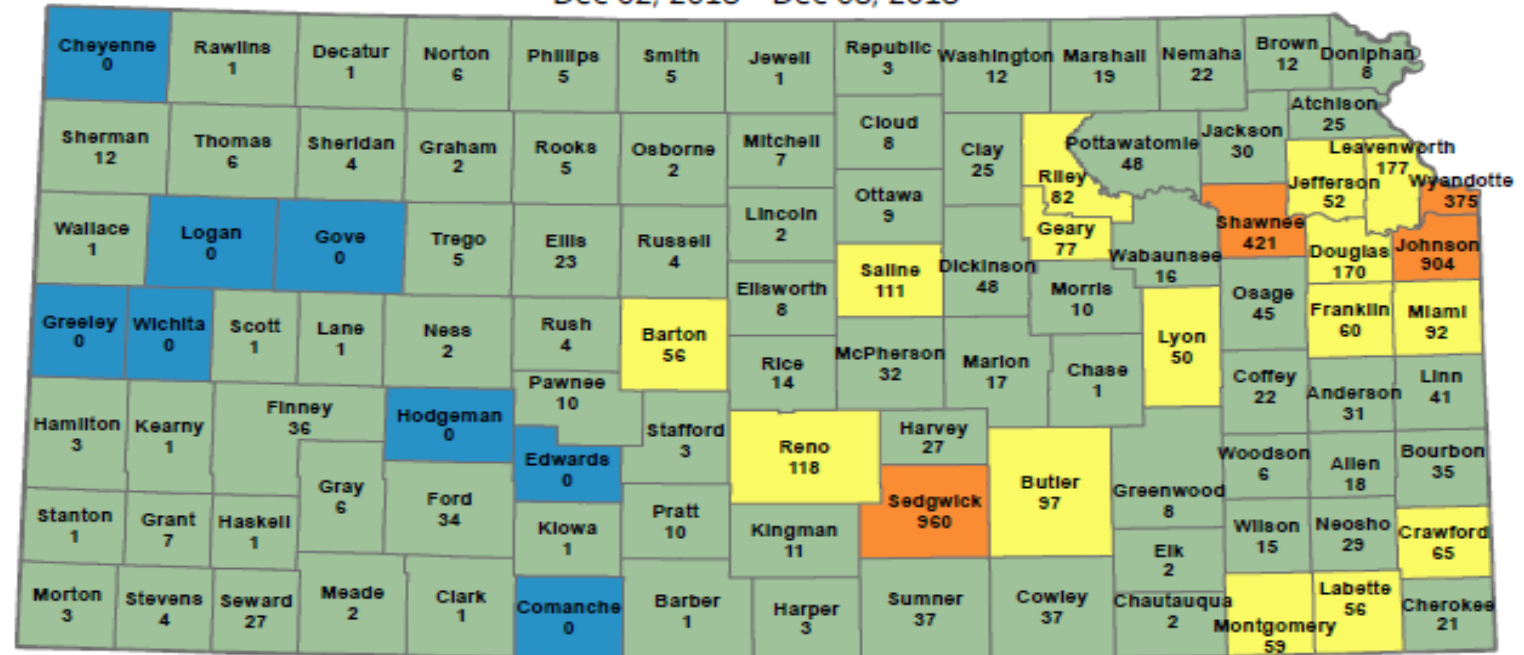 Cheyenne
0
Rawlins
1
Decatur
1
Norton
6
Phillips
5
Smith
5
Jewell
1
Republic
3
Washington
12
Marshall
19
Nemaha
22
Brown
12
Doniphan
8
Atchison
25
Sherman
12
Thomas
6
Sheridan
4
Graham
2
Rooks
5
Osborne
2
Mitchell
7
Cloud
8
Clay
25
Riley
82
Pottawatomie
48
Jackson
30
Jefferson
52
Leavenworth
177
Wyandotte
375
Wallace
1
Logan
0
Gove
0
Trego
5
Ellis
23
Russell
4
Lincoln
2
Ottawa
9
Saline
111
Dickinson
48
Geary
77
Wabaunsee
16
Shawnee
421
Douglas
170
Johnson
904
Greeley
0
Wichita
0
Scott
1
Lane
1
Ness
2
Rush
4
Barton
56
Ellsworth
8
Rice
14
McPherson
32
Marion
17
Morris
10
Chase
1
Lyon
50
Osage
45
Franklin
60
Miami
92
Coffey
22
Anderson
31
Linn
41
Hamilton
3
Kearny
1
Finney
36
Hodgeman
0
Pawnee
10
Edwards
0
Stafford
3
Reno
118
Harvey
27
Sedgwick
960
Butler
97
Greenwood
8
Woodson
6
Allen
18
Bourbon
35
Stanton
1
Grant
7
Haskell
1
Gray
6
Ford
34
Kiowa
1
Pratt
10
Kingman
11
Elk
2
Wilson
15
Neosho
29
Crawford
65
Morton
3
Stevens
4
Seward
27
Meade
2
Clark
1
Comanche
0
Barber
1
Harper
3
Sumner
37
Cowley
37
Chautauqua
2
Montgomery
59
Labette
56
Cherokee
21